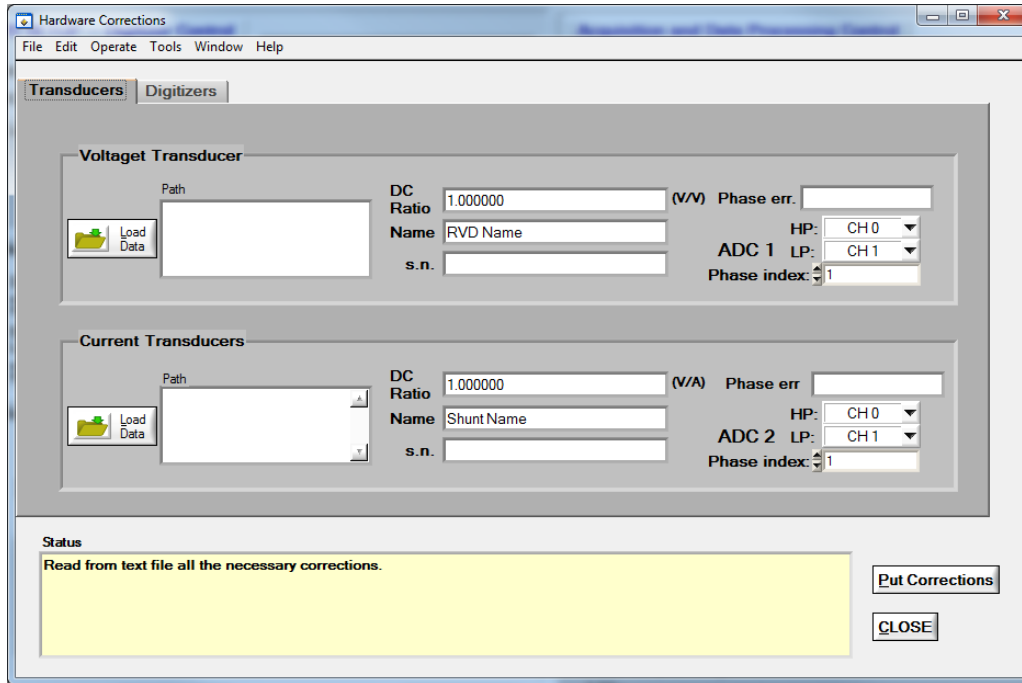 Hardware Corrections
File Edit Operate Tools Window Help
Transducers Digitizers
Voltaget Transducer
Path
Load
Data
DC
Ratio
1.000000
(V/V) Phase err.
Name RVD Name
HP: CH 0
ADC 1 LP: CH 1
s.n.
Phase index: 1
Current Transducers
Path
Load
Data
DC
Ratio
1.000000
(V/A) Phase err
Name Shunt Name
HP: CH 0
ADC 2 LP: CH 1
s.n.
Phase index: 1
Status
Read from text file all the necessary corrections.
Put Corrections
CLOSE